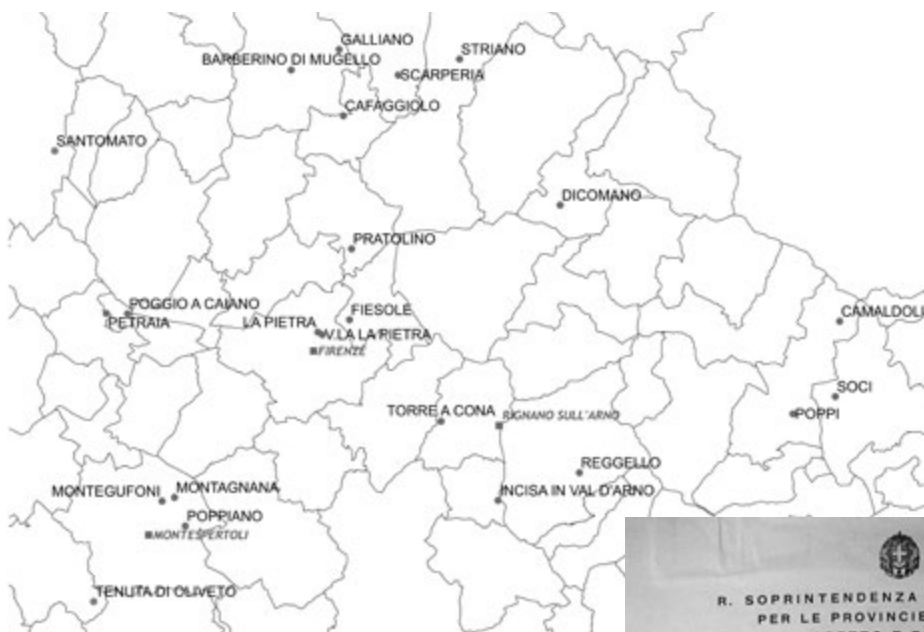 GALLIANO
STRIANO
BARBERINO DI MUGELLO
SCARPERIA
CAFAGGIOLO
SANTOMATO
DICOMANO
PRATOLINO
POGGIO A CAIANO
PETRAIA
FIESOLE
LA PIETRA
V.LA LA PIETRA
FIRENZE
CAMALDOLI
SOCI
POPPI
TORRE A CONA
RIGNANO SULL'ARNO
REGGELLO
INCISA IN VAL D'ARNO
MONTEGUFONI
MONTAGNANA
POPPIANO
MONTESPERTOLI
TENUTA DI OLIVETO
R. SOPRINTENDENZA
PER LE PROVINCIE